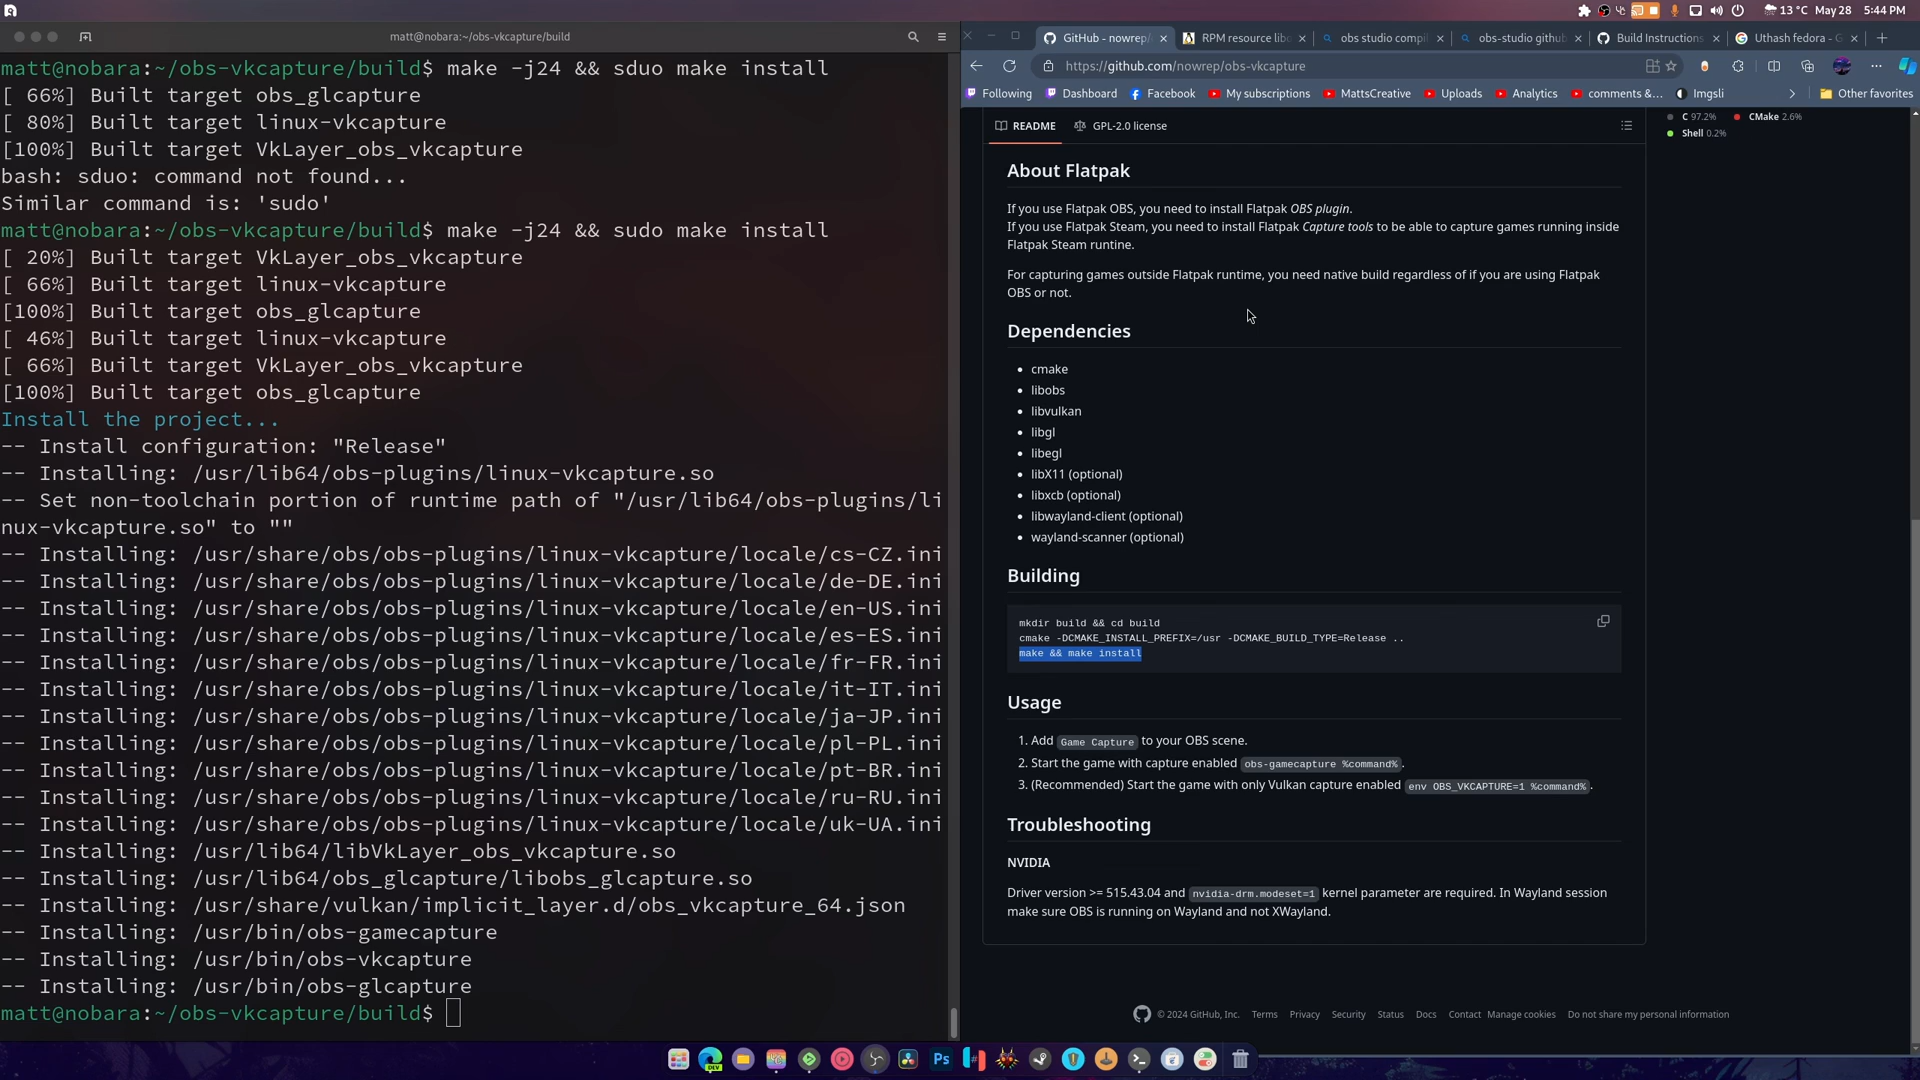 13 °C May 28 5:44 PM
matt@nobara:~/obs-vkcapture/build
matt@nobara:~/obs-vkcapture/build$ make -j24 && sduo make install
[ 66%] Built target obs_glcapture
[ 80%] Built target linux-vkcapture
[100%] Built target VkLayer_obs_vkcapture
bash: sduo: command not found...
Similar command is: 'sudo'
matt@nobara:~/obs-vkcapture/build$ make -j24 && sudo make install
[ 20%] Built target VkLayer_obs_vkcapture
[ 66%] Built target linux-vkcapture
[100%] Built target obs_glcapture
[ 46%] Built target linux-vkcapture
[ 66%] Built target VkLayer_obs_vkcapture
[100%] Built target obs_glcapture
Install the project...
-- Install configuration: "Release"
-- Installing: /usr/lib64/obs-plugins/linux-vkcapture.so
-- Set non-toolchain portion of runtime path of "/usr/lib64/obs-plugins/li
nux-vkcapture.so" to ""
-- Installing: /usr/share/obs/obs-plugins/linux-vkcapture/locale/cs-CZ.ini
-- Installing: /usr/share/obs/obs-plugins/linux-vkcapture/locale/de-DE.ini
-- Installing: /usr/share/obs/obs-plugins/linux-vkcapture/locale/en-US.ini
-- Installing: /usr/share/obs/obs-plugins/linux-vkcapture/locale/es-ES.ini
-- Installing: /usr/share/obs/obs-plugins/linux-vkcapture/locale/fr-FR.ini
-- Installing: /usr/share/obs/obs-plugins/linux-vkcapture/locale/it-IT.ini
-- Installing: /usr/share/obs/obs-plugins/linux-vkcapture/locale/ja-JP.ini
-- Installing: /usr/share/obs/obs-plugins/linux-vkcapture/locale/pl-PL.ini
-- Installing: /usr/share/obs/obs-plugins/linux-vkcapture/locale/pt-BR.ini
-- Installing: /usr/share/obs/obs-plugins/linux-vkcapture/locale/ru-RU.ini
-- Installing: /usr/share/obs/obs-plugins/linux-vkcapture/locale/uk-UA.ini
-- Installing: /usr/lib64/libVkLayer_obs_vkcapture.so
-- Installing: /usr/lib64/obs_glcapture/libobs_glcapture.so
-- Installing: /usr/share/vulkan/implicit_layer.d/obs_vkcapture_64.json
-- Installing: /usr/bin/obs-gamecapture
-- Installing: /usr/bin/obs-vkcapture
-- Installing: /usr/bin/obs-glcapture
matt@nobara:~/obs-vkcapture/build$
GitHub - nowrep/ RPM resource lib obs studio compil obs-studio github Build Instructions Uthash fedora - G
https://github.com/nowrep/obs-vkcapture
Following Dashboard Facebook My subscriptions MattsCreative Uploads Analytics comments &... Imgsli Other favorites
README GPL-2.0 license
C 97.2% CMake 2.6%
Shell 0.2%
About Flatpak
If you use Flatpak OBS, you need to install Flatpak OBS plugin.
If you use Flatpak Steam, you need to install Flatpak Capture tools to be able to capture games running inside
Flatpak Steam runtime.
For capturing games outside Flatpak runtime, you need native build regardless of if you are using Flatpak
OBS or not.
Dependencies
• cmake
• libobs
• libvulkan
• libgl
• libegl
• libX11 (optional)
• libxcb (optional)
• libwayland-client (optional)
• wayland-scanner (optional)
Building
mkdir build && cd build
cmake -DCMAKE_INSTALL_PREFIX=/usr -DCMAKE_BUILD_TYPE=Release ..
make && make install
Usage
1. Add Game Capture to your OBS scene.
2. Start the game with capture enabled obs-gamecapture %command%.
3. (Recommended) Start the game with only Vulkan capture enabled env OBS_VKCAPTURE=1 %command%.
Troubleshooting
NVIDIA
Driver version >= 515.43.04 and nvidia-drm.modeset=1 kernel parameter are required. In Wayland session
make sure OBS is running on Wayland and not XWayland.
© 2024 GitHub, Inc. Terms Privacy Security Status Docs Contact Manage cookies Do not share my personal information
DEV
Ps